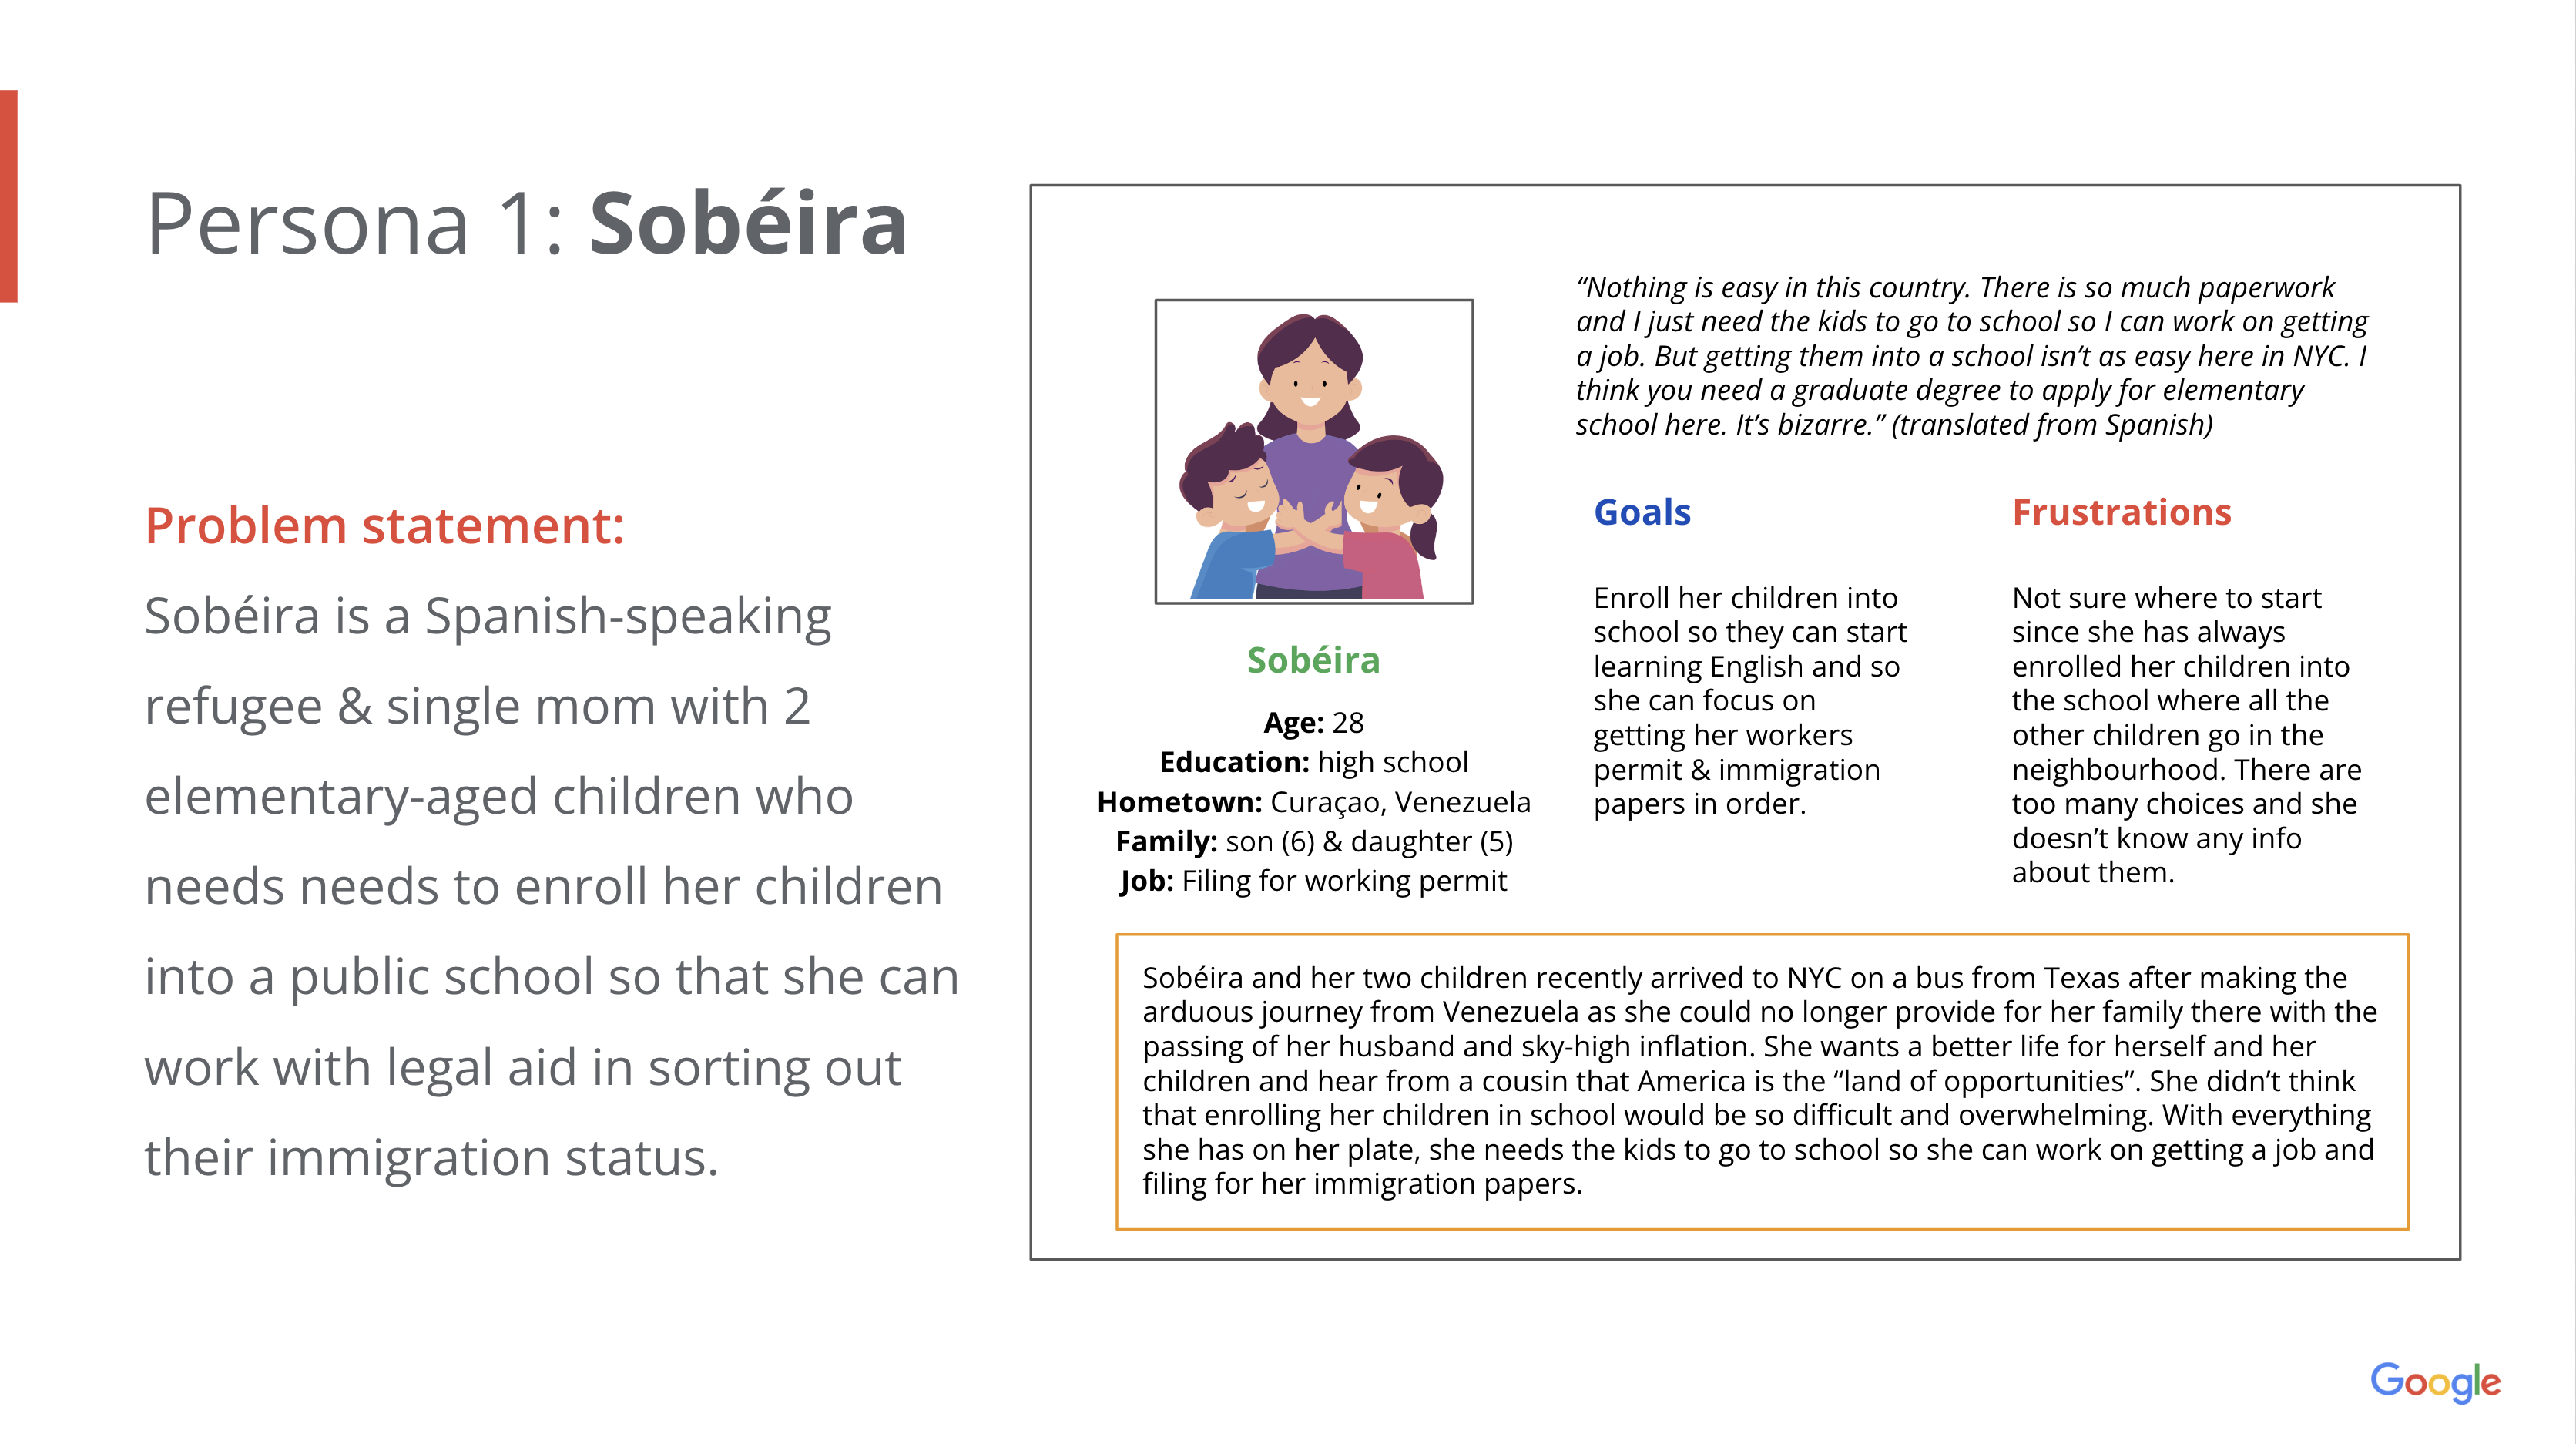 Persona 1: Sobéira
Problem statement:
Sobéira is a Spanish-speaking
refugee & single mom with 2
elementary-aged children who
needs needs to enroll her children
into a public school so that she can
work with legal aid in sorting out
their immigration status.
“Nothing is easy in this country. There is so much paperwork
and I just need the kids to go to school so I can work on getting
a job. But getting them into a school isn’t as easy here in NYC. I
think you need a graduate degree to apply for elementary
school here. It’s bizarre.” (translated from Spanish)
Sobéira
Age: 28
Education: high school
Hometown: Curaçao, Venezuela
Family: son (6) & daughter (5)
Job: Filing for working permit
Goals
Enroll her children into
school so they can start
learning English and so
she can focus on
getting her workers
permit & immigration
papers in order.
Frustrations
Not sure where to start
since she has always
enrolled her children into
the school where all the
other children go in the
neighbourhood. There are
too many choices and she
doesn’t know any info
about them.
Sobéira and her two children recently arrived to NYC on a bus from Texas after making the
arduous journey from Venezuela as she could no longer provide for her family there with the
passing of her husband and sky-high inflation. She wants a better life for herself and her
children and hear from a cousin that America is the “land of opportunities”. She didn’t think
that enrolling her children in school would be so difficult and overwhelming. With everything
she has on her plate, she needs the kids to go to school so she can work on getting a job and
filing for her immigration papers.
Google